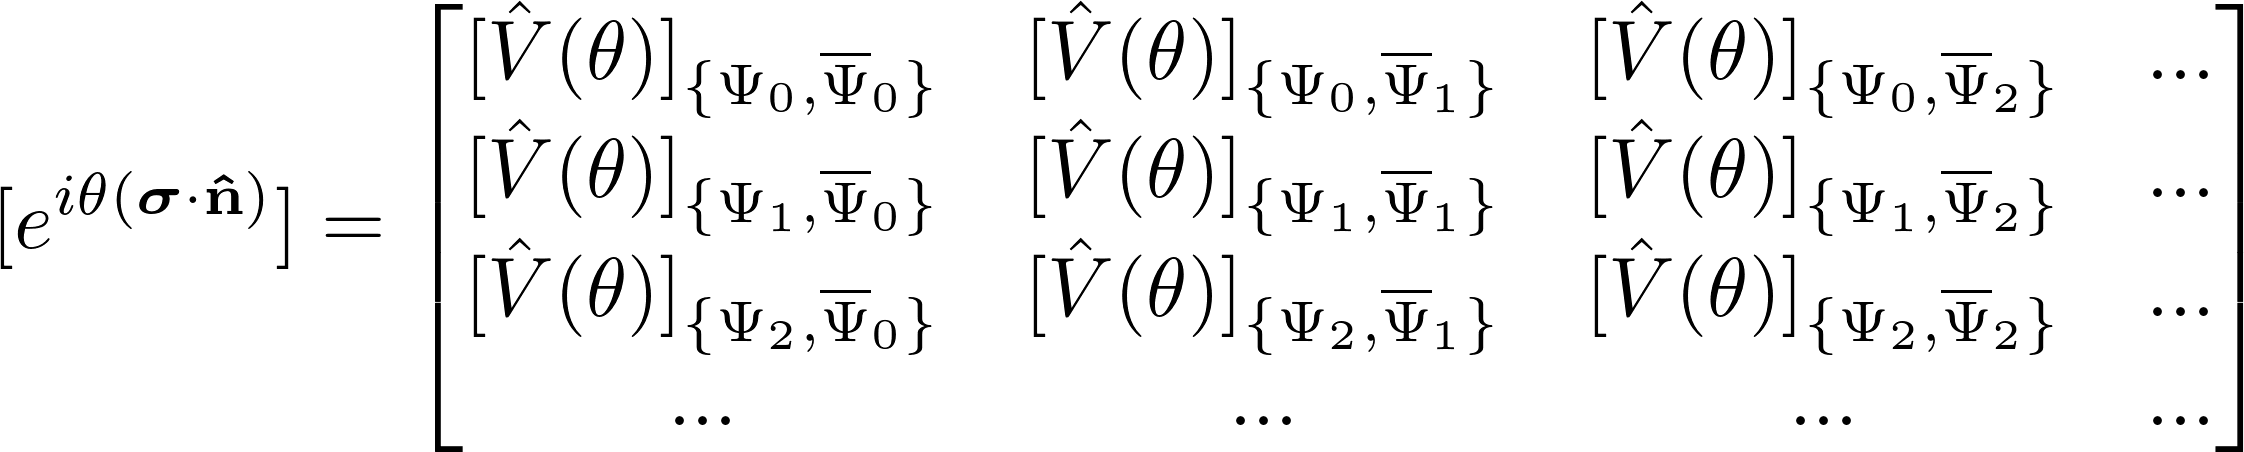 [e^{iθ(σ·n̂)}] = [ [V̂(θ)]_{{Ψ_0,Ψ̅_0}} [V̂(θ)]_{{Ψ_0,Ψ̅_1}} [V̂(θ)]_{{Ψ_0,Ψ̅_2}} ...
[V̂(θ)]_{{Ψ_1,Ψ̅_0}} [V̂(θ)]_{{Ψ_1,Ψ̅_1}} [V̂(θ)]_{{Ψ_1,Ψ̅_2}} ...
[V̂(θ)]_{{Ψ_2,Ψ̅_0}} [V̂(θ)]_{{Ψ_2,Ψ̅_1}} [V̂(θ)]_{{Ψ_2,Ψ̅_2}} ...
... ... ... ... ]